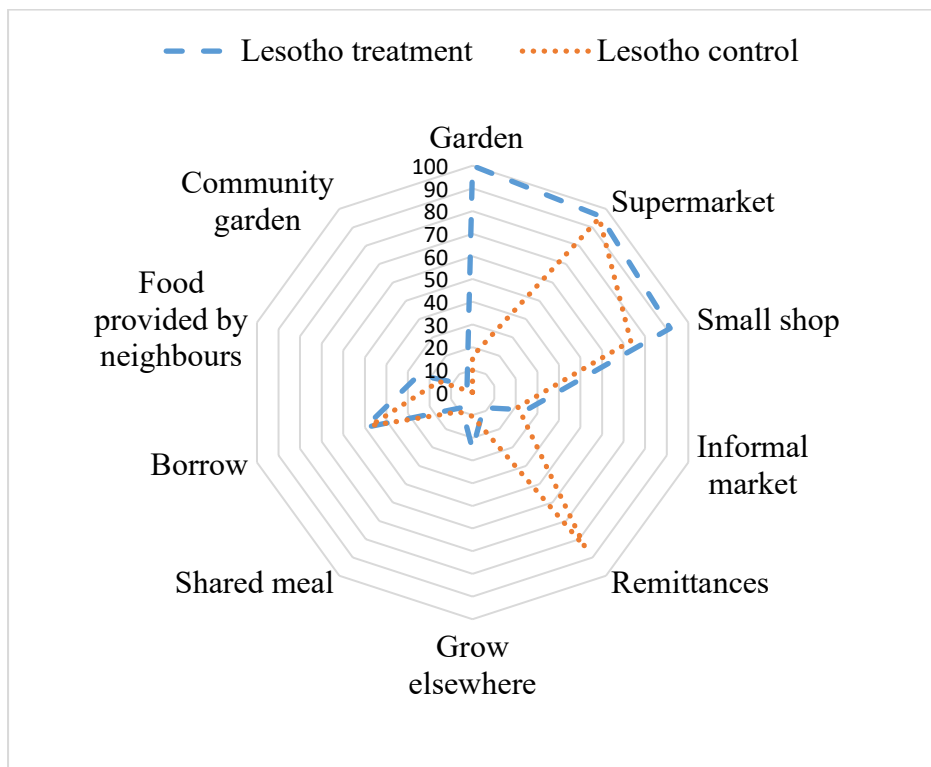 Lesotho treatment
Lesotho control
Garden
Supermarket
Small shop
Informal
market
Remittances
Grow
elsewhere
Shared meal
Borrow
Food
provided by
neighbours
Community
garden
100
90
80
70
60
50
40
30
20
10
0